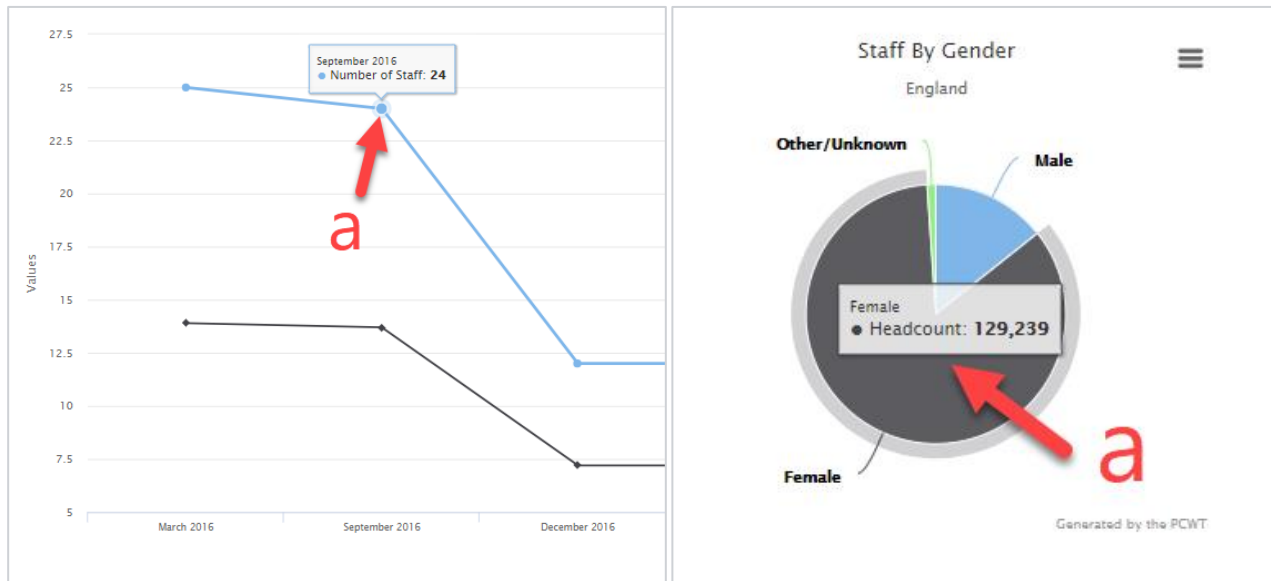 27.5
25
22.5
20
17.5
15
12.5
10
7.5
5
Values
September 2016
Number of Staff: 24
a
March 2016
September 2016
December 2016
Staff By Gender
England
Other/Unknown
Male
Female
Headcount: 129,239
a
Female
Generated by the PCWT